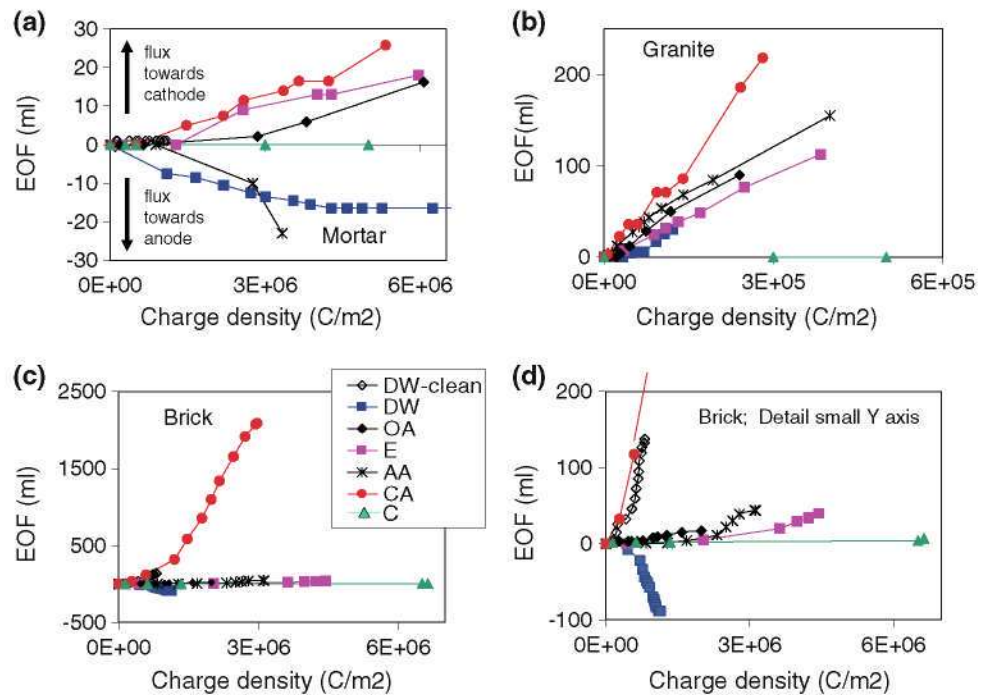 (a)
30
20
10
0
-10
-20
-30
EOF (ml)
flux
towards
cathode
flux
towards
anode
Mortar
0E+00
3E+06
6E+06
Charge density (C/m2)
(b)
Granite
200
100
0
EOF(ml)
0E+00
3E+05
6E+05
Charge density (C/m2)
(c)
2500
1500
500
-500
EOF (ml)
Brick
DW-clean
DW
OA
E
AA
CA
C
0E+00
3E+06
6E+06
Charge density (C/m2)
(d)
200
100
0
-100
EOF (ml)
Brick; Detail small Y axis
0E+00
3E+06
6E+06
Charge density (C/m2)